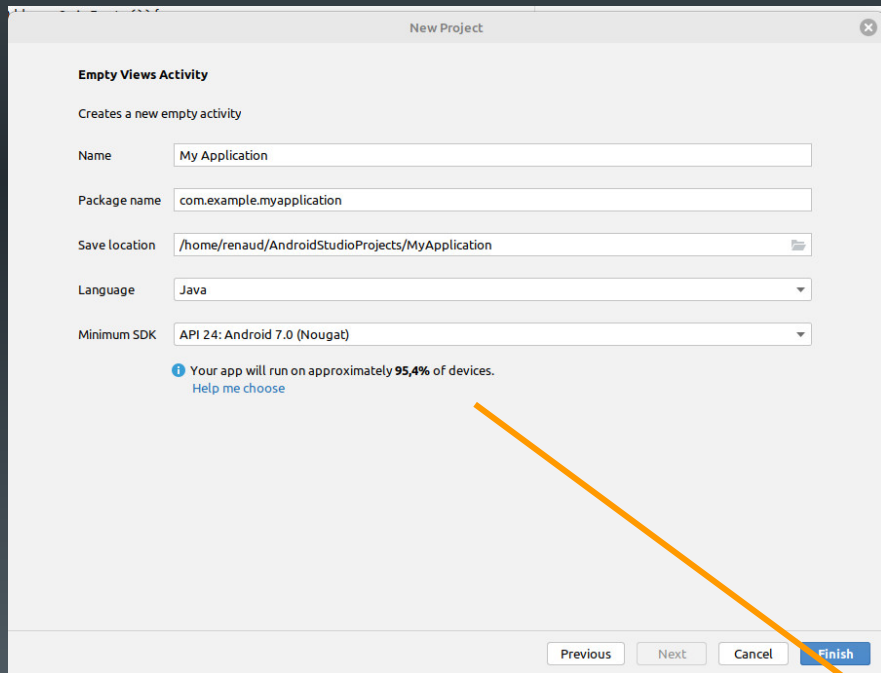 New Project
Empty Views Activity
Creates a new empty activity
Name My Application
Package name com.example.myapplication
Save location /home/renaud/AndroidStudioProjects/MyApplication
Language Java
Minimum SDK API 24: Android 7.0 (Nougat)
Your app will run on approximately 95,4% of devices.
Help me choose
Previous Next Cancel Finish